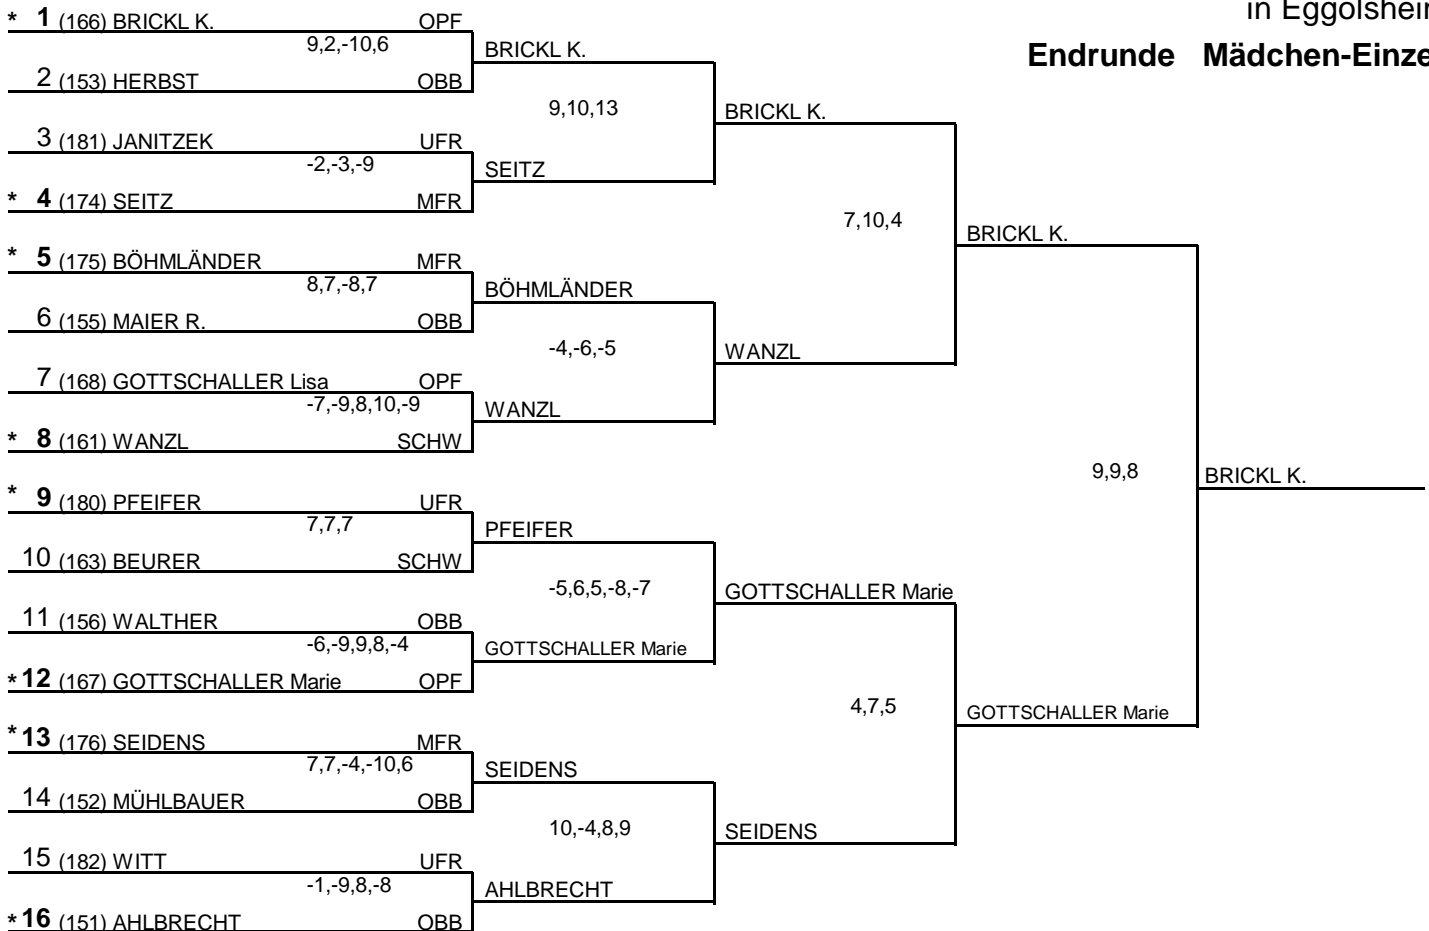 in Eggolsheim
Endrunde Mädchen-Einze
* 1 (166) BRICKL K. OPF
9,2,-10,6
BRICKL K.
2 (153) HERBST OBB
9,10,13
BRICKL K.
3 (181) JANITZEK UFR
-2,-3,-9
SEITZ
* 4 (174) SEITZ MFR
7,10,4
BRICKL K.
* 5 (175) BÖHMLÄNDER MFR
8,7,-8,7
BÖHMLÄNDER
6 (155) MAIER R. OBB
-4,-6,-5
WANZL
7 (168) GOTTSCHALLER Lisa OPF
-7,-9,8,10,-9
WANZL
* 8 (161) WANZL SCHW
9,9,8
BRICKL K.
* 9 (180) PFEIFER UFR
7,7,7
PFEIFER
10 (163) BEURER SCHW
-5,6,5,-8,-7
GOTTSCHALLER Marie
11 (156) WALTHER OBB
-6,-9,9,8,-4
GOTTSCHALLER Marie
* 12 (167) GOTTSCHALLER Marie OPF
4,7,5
GOTTSCHALLER Marie
* 13 (176) SEIDENS MFR
7,7,-4,-10,6
SEIDENS
14 (152) MÜHLBAUER OBB
10,-4,8,9
SEIDENS
15 (182) WITT UFR
-1,-9,8,-8
AHLBRECHT
* 16 (151) AHLBRECHT OBB